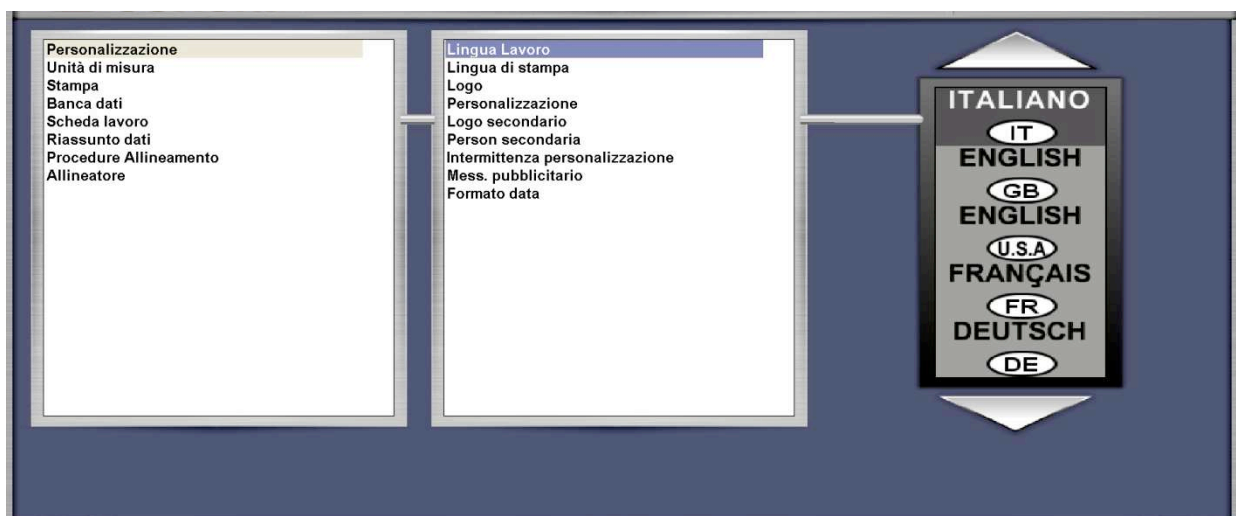 Personalizzazione
Unità di misura
Stampa
Banca dati
Scheda lavoro
Riassunto dati
Procedure Allineamento
Allineatore
Lingua Lavoro
Lingua di stampa
Logo
Personalizzazione
Logo secondario
Person secondaria
Intermittenza personalizzazione
Mess. pubblicitario
Formato data
ITALIANO
IT
ENGLISH
GB
ENGLISH
U.S.A
FRANÇAIS
FR
DEUTSCH
DE